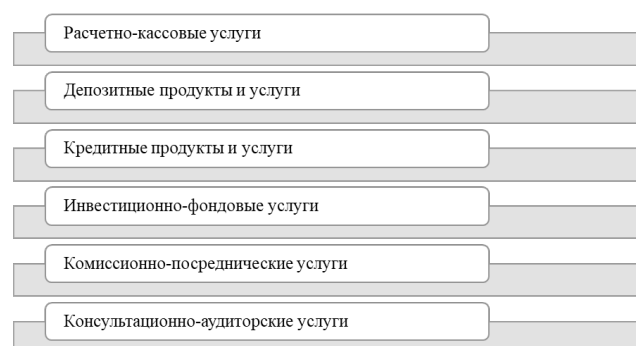 Расчетно-кассовые услуги
Депозитные продукты и услуги
Кредитные продукты и услуги
Инвестиционно-фондовые услуги
Комиссионно-посреднические услуги
Консультационно-аудиторские услуги